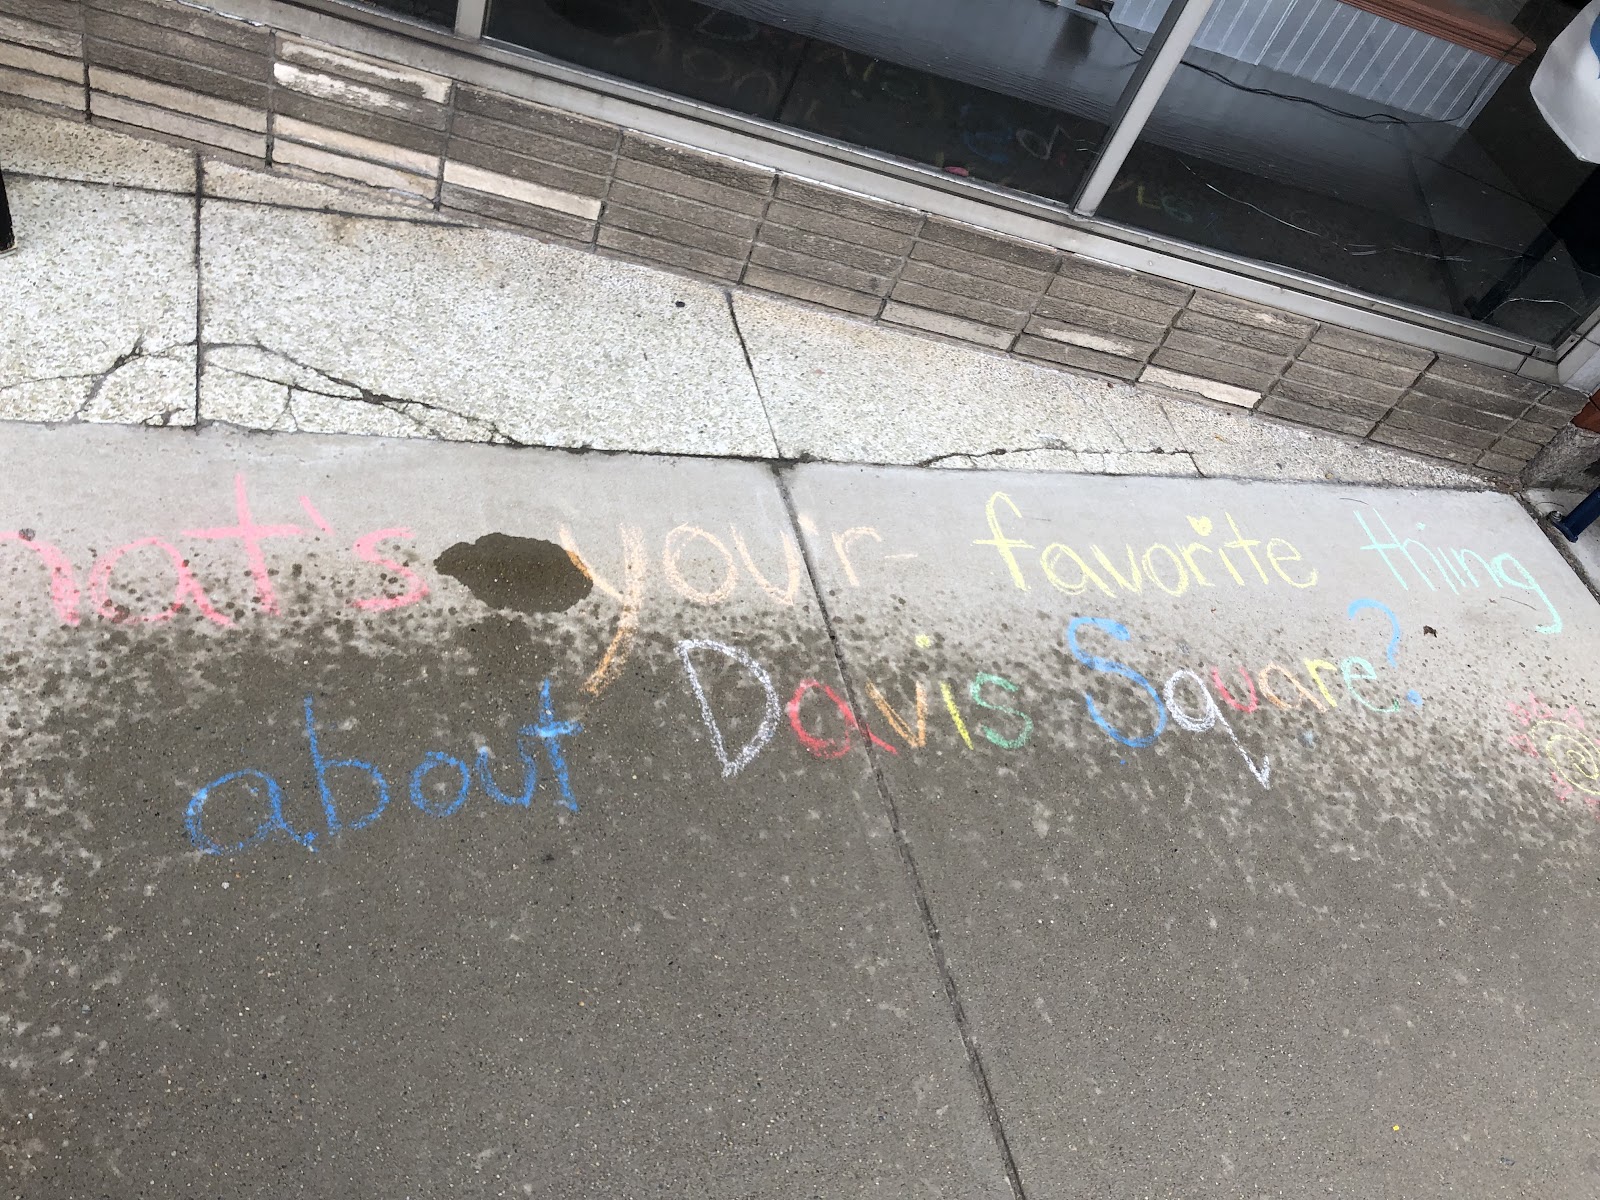 hat's your favorite thing
about Davis Square?